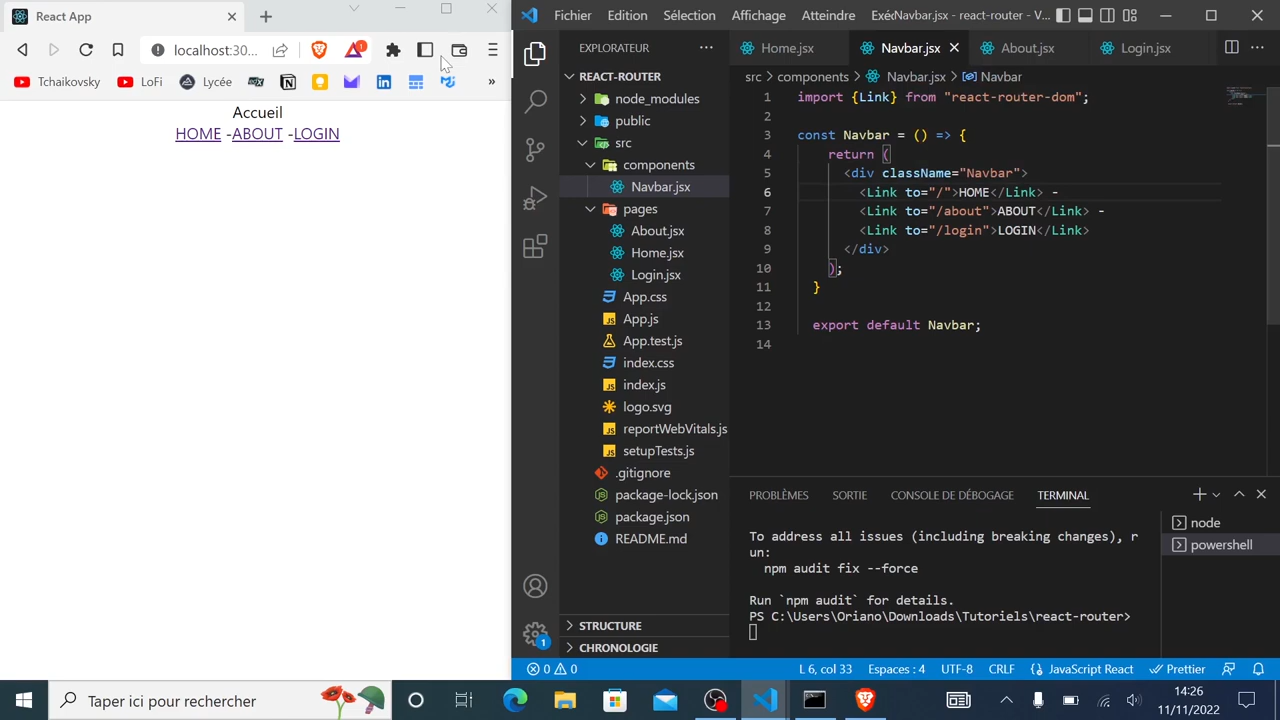 React App
localhost:30...
1
Tchaikovsky
LoFi
Lycée
»
Accueil
HOME -ABOUT -LOGIN
Fichier
Edition
Sélection
Affichage
Atteindre
Navbar.jsx - react-router - V...
EXPLORATEUR
REACT-ROUTER
node_modules
public
src
components
Navbar.jsx
pages
About.jsx
Home.jsx
Login.jsx
App.css
App.js
App.test.js
index.css
index.js
logo.svg
reportWebVitals.js
setupTests.js
.gitignore
package-lock.json
package.json
README.md
STRUCTURE
CHRONOLOGIE
Home.jsx
Navbar.jsx
About.jsx
Login.jsx
src > components > Navbar.jsx > Navbar
1 import {Link} from "react-router-dom";
2
3 const Navbar = () => {
4 return (
5 <div className="Navbar">
6 <Link to="/">HOME</Link> -
7 <Link to="/about">ABOUT</Link> -
8 <Link to="/login">LOGIN</Link>
9 </div>
10 );
11 }
12
13 export default Navbar;
14
PROBLÈMES
SORTIE
CONSOLE DE DÉBOGAGE
TERMINAL
To address all issues (including breaking changes), r
un:
npm audit fix --force
Run `npm audit` for details.
PS C:\Users\Oriano\Downloads\Tutoriels\react-router>
node
powershell
1
0 0
L 6, col 33
Espaces : 4
UTF-8
CRLF
JavaScript React
Prettier
Taper ici pour rechercher
14:26
11/11/2022